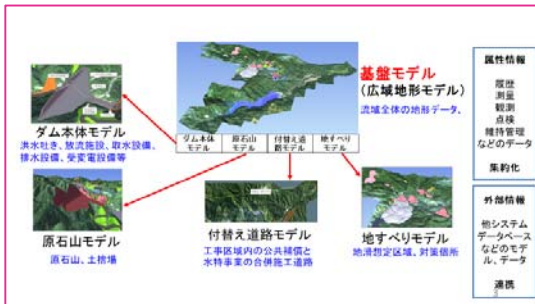 基盤モデル
(広域地形モデル)
流域全体の地形データ、
ダム本体モデル
洪水吐き、放流施設、取水設備、
排水設備、受変電設備等
ダム本体
モデル
原石山
モデル
付替え道
路モデル
地すべり
モデル
原石山モデル
原石山、土捨場
付替え道路モデル
工事区域内の公共補償と
水特事業の合併施工道路
地すべりモデル
地滑想定区域、対策個所
属性情報
履歴
測量
観測
点検
維持管理
などのデータ
集約化
外部情報
他システム
データベース
などのモデ
ル、データ
連携